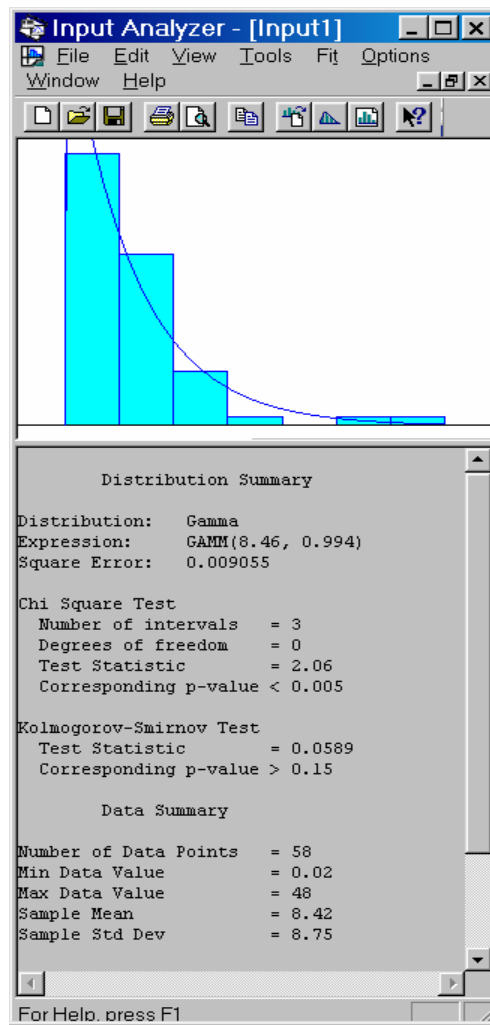 Input Analyzer - [Input1]
File Edit View Tools Fit Options
Window Help
Distribution Summary
Distribution: Gamma
Expression: GAMM(8.46, 0.994)
Square Error: 0.009055
Chi Square Test
Number of intervals = 3
Degrees of freedom = 0
Test Statistic = 2.06
Corresponding p-value < 0.005
Kolmogorov-Smirnov Test
Test Statistic = 0.0589
Corresponding p-value > 0.15
Data Summary
Number of Data Points = 58
Min Data Value = 0.02
Max Data Value = 48
Sample Mean = 8.42
Sample Std Dev = 8.75
For Help, press F1